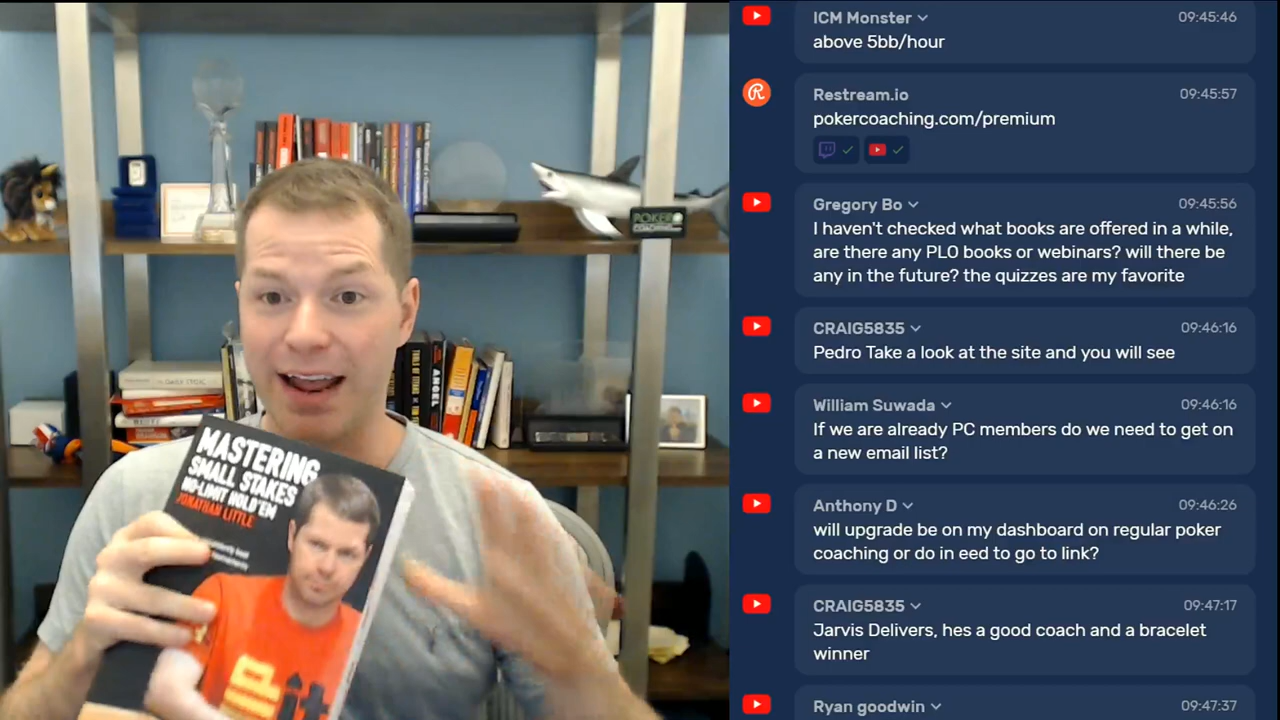 MASTERING
SMALL STAKES
NO-LIMIT HOLD'EM
JONATHAN LITTLE
POKER
COACHING
ICM Monster
09:45:46
above 5bb/hour
Restream.io
09:45:57
pokercoaching.com/premium
Gregory Bo
09:45:56
I haven't checked what books are offered in a while,
are there any PLO books or webinars? will there be
any in the future? the quizzes are my favorite
CRAIG5835
09:46:16
Pedro Take a look at the site and you will see
William Suwada
09:46:16
If we are already PC members do we need to get on
a new email list?
Anthony D
09:46:26
will upgrade be on my dashboard on regular poker
coaching or do in eed to go to link?
CRAIG5835
09:47:17
Jarvis Delivers, hes a good coach and a bracelet
winner
Ryan goodwin
09:47:37